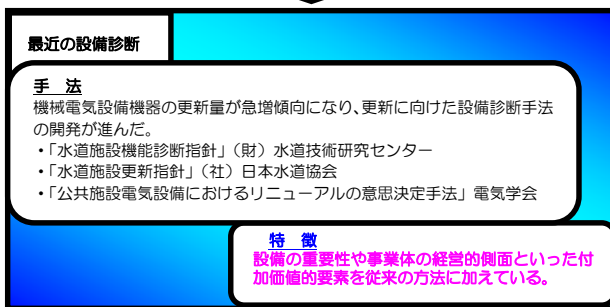 最近の設備診断
手 法
機械電気設備機器の更新量が急増傾向になり、更新に向けた設備診断手法
の開発が進んだ。
・「水道施設機能診断指針」（財）水道技術研究センター
・「水道施設更新指針」（社）日本水道協会
・「公共施設電気設備におけるリニューアルの意思決定手法」電気学会
特 徴
設備の重要性や事業体の経営的側面といった付
加価値的要素を従来の方法に加えている。